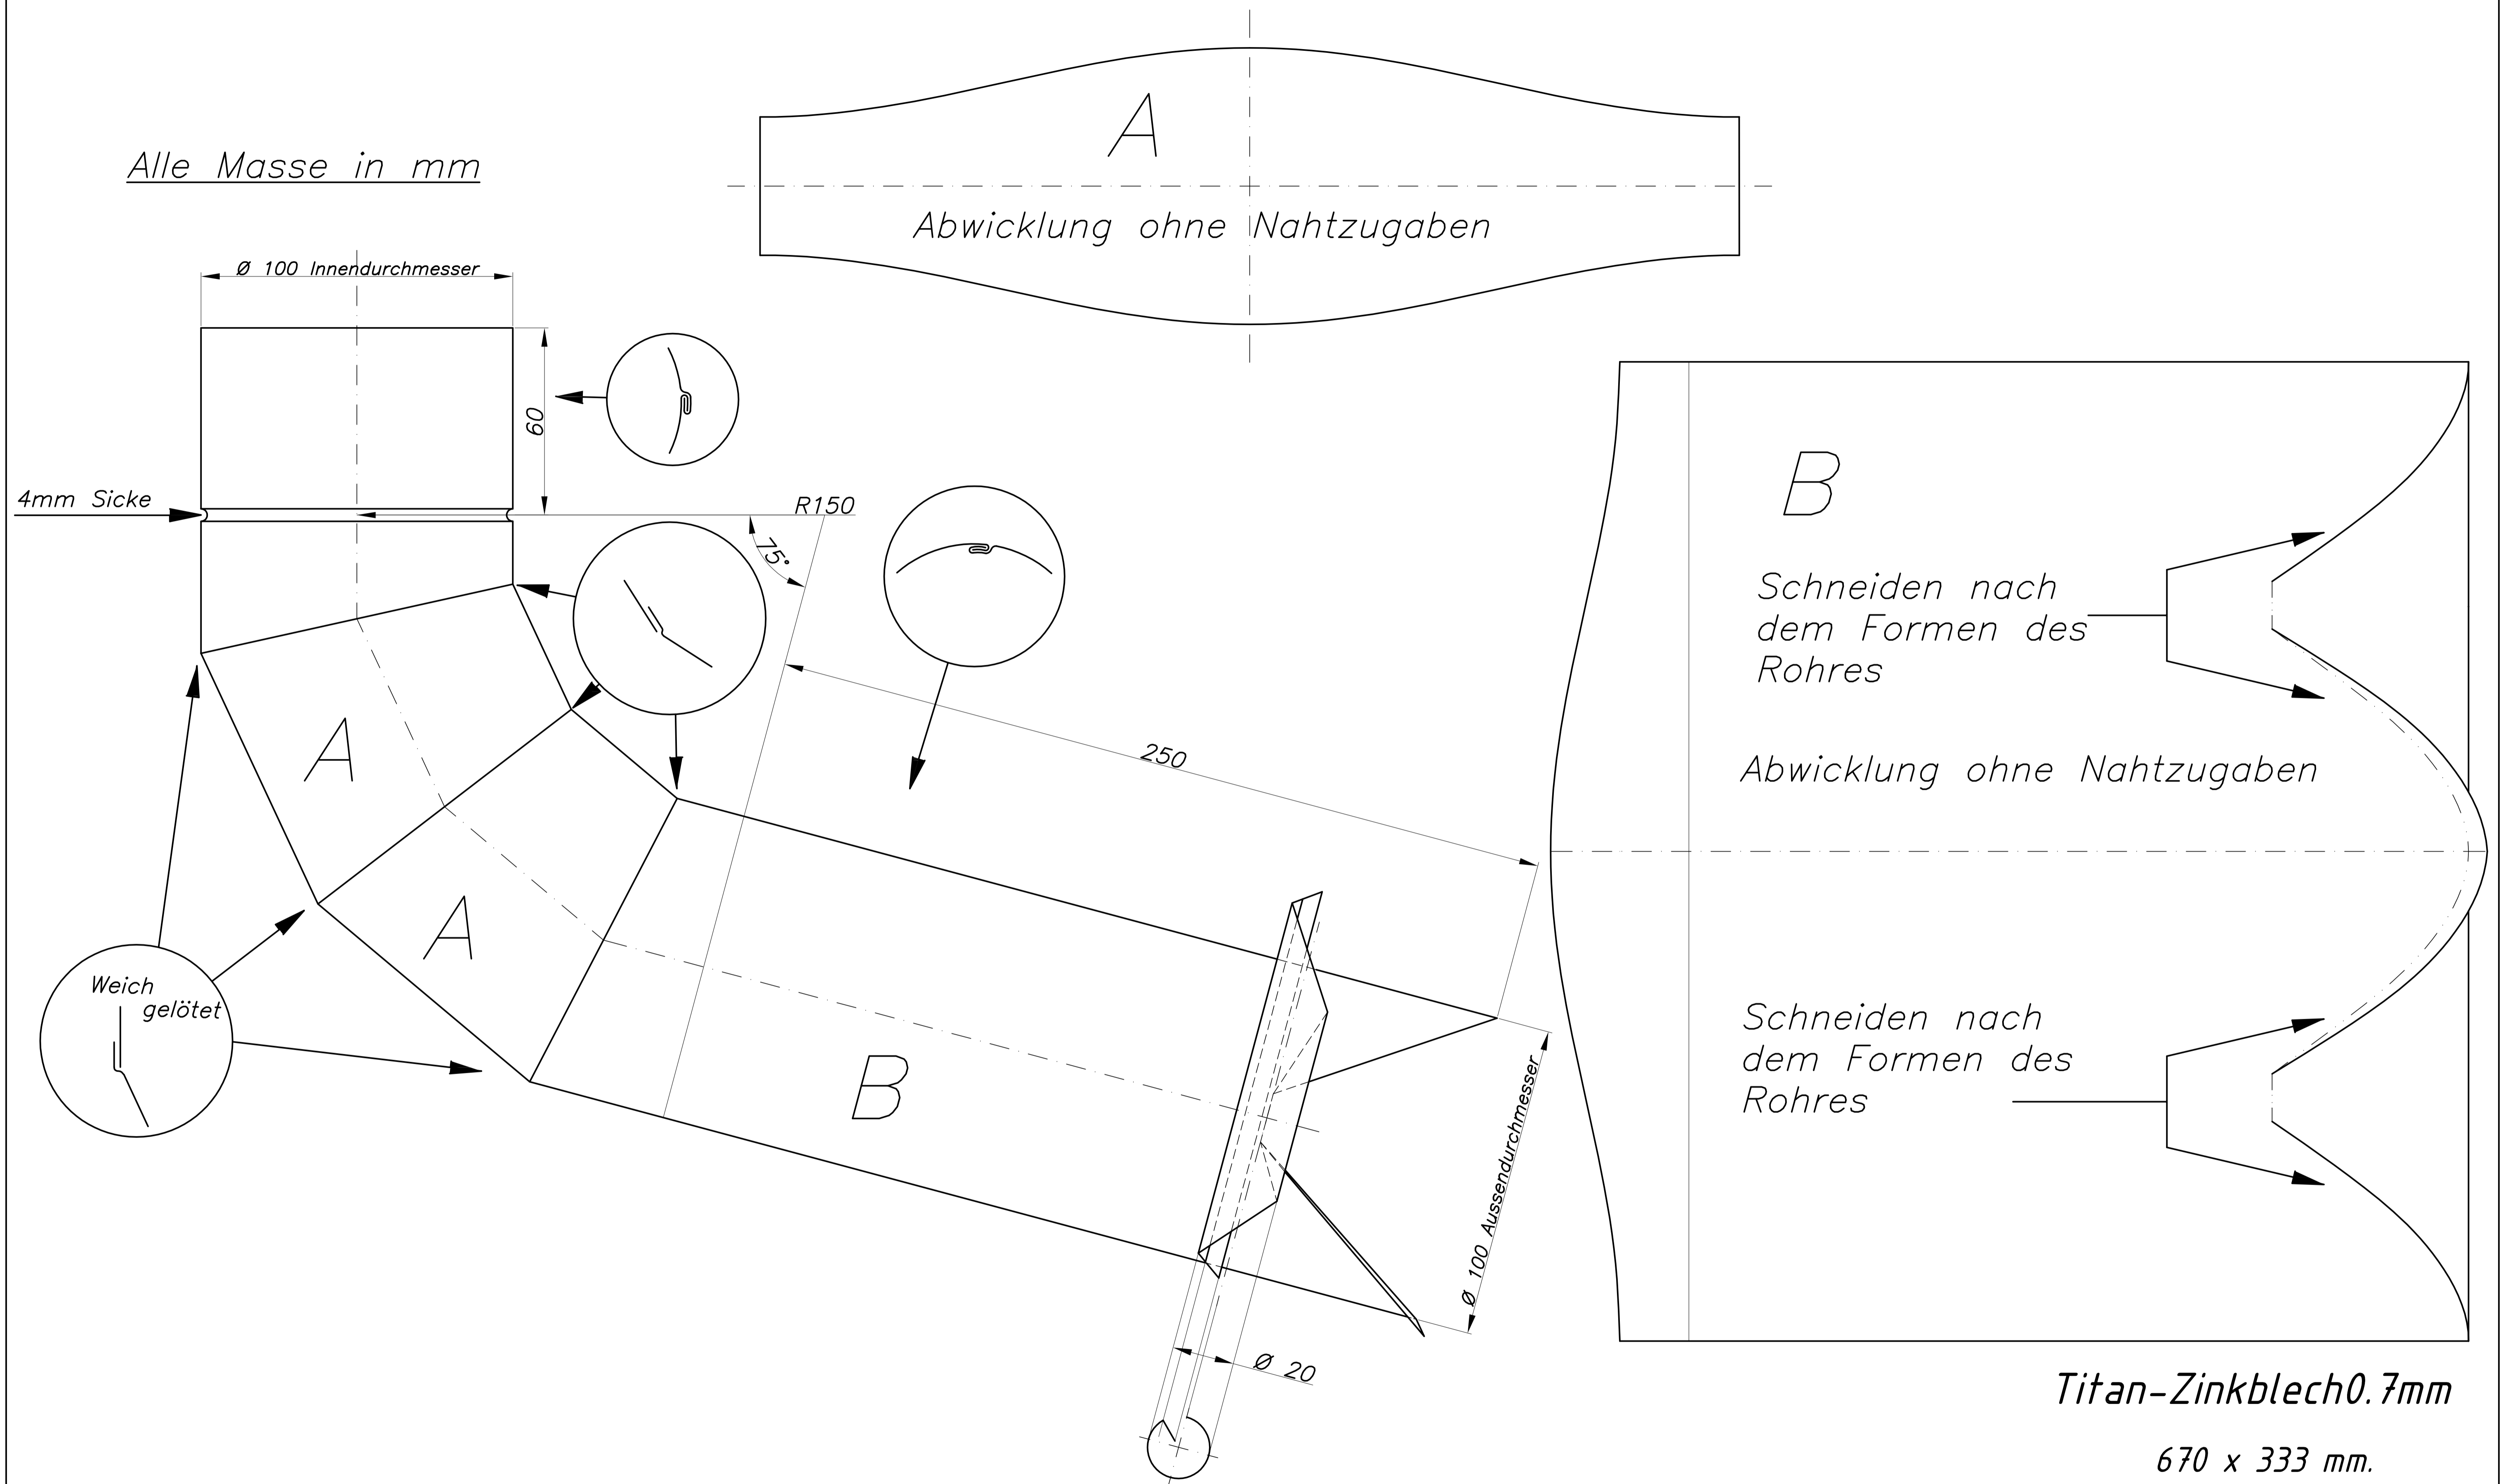 A
Abwicklung ohne Nahtzugaben
Alle Masse in mm
Ø 100 Innendurchmesser
60
4mm Sicke
R150
75°
250
A
A
B
Weich
gelötet
Ø 100 Aussendurchmesser
Ø 20
B
Schneiden nach
dem Formen des
Rohres
Abwicklung ohne Nahtzugaben
Schneiden nach
dem Formen des
Rohres
Titan-Zinkblech0.7mm
670 x 333 mm.